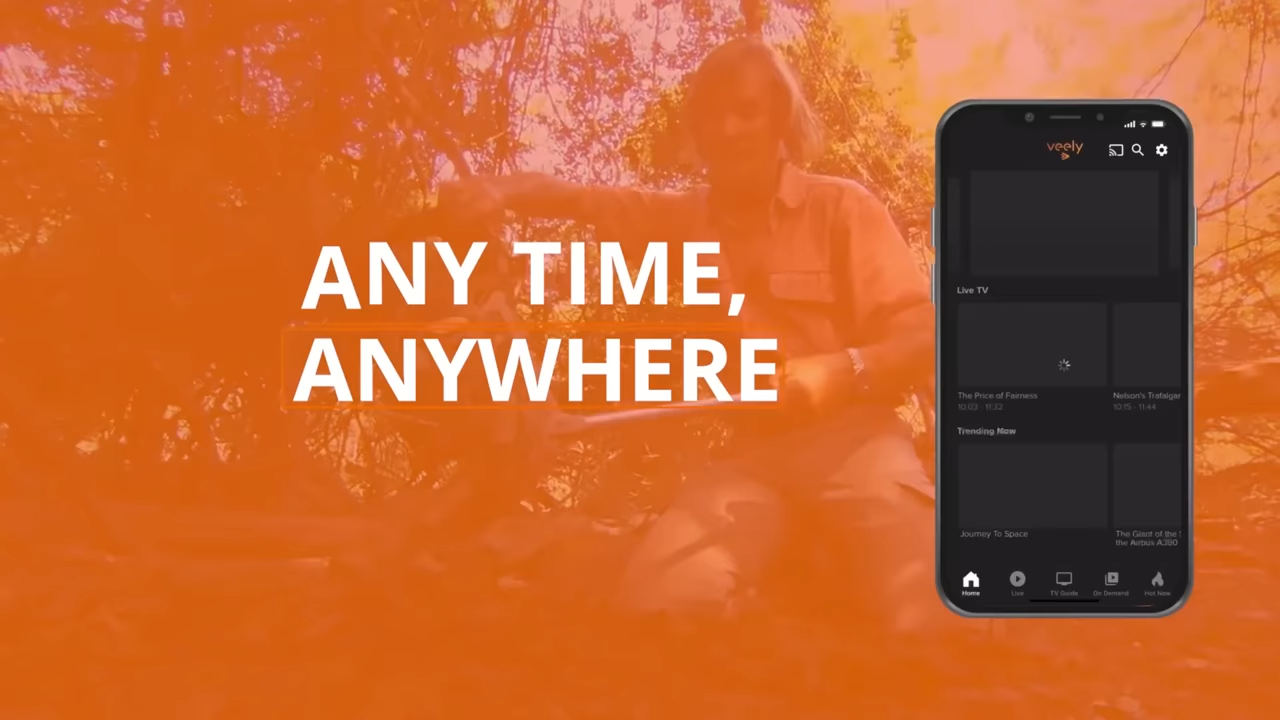 ANY TIME,
ANYWHERE
veely
Live TV
The Price of Fairness
10:03 - 11:32
Nelson's Trafalgar
10:15 - 11:44
Trending Now
Journey To Space
The Giant of the
the Airbus A380
Home
Live
TV Guide
On Demand
Hot Now